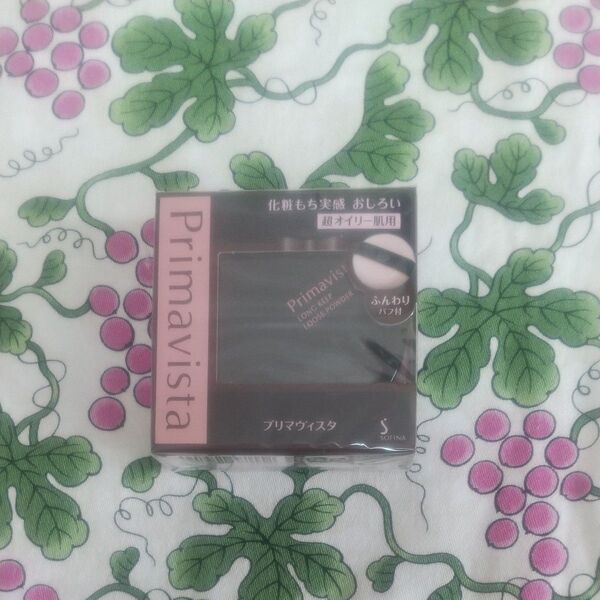 Primavista
化粧もち実感 おしろい
超オイリー肌用
Primavist
LONG KEEP
LOOSE POWDER
ふんわり
パフ付
プリマヴィスタ
S
SOFINA